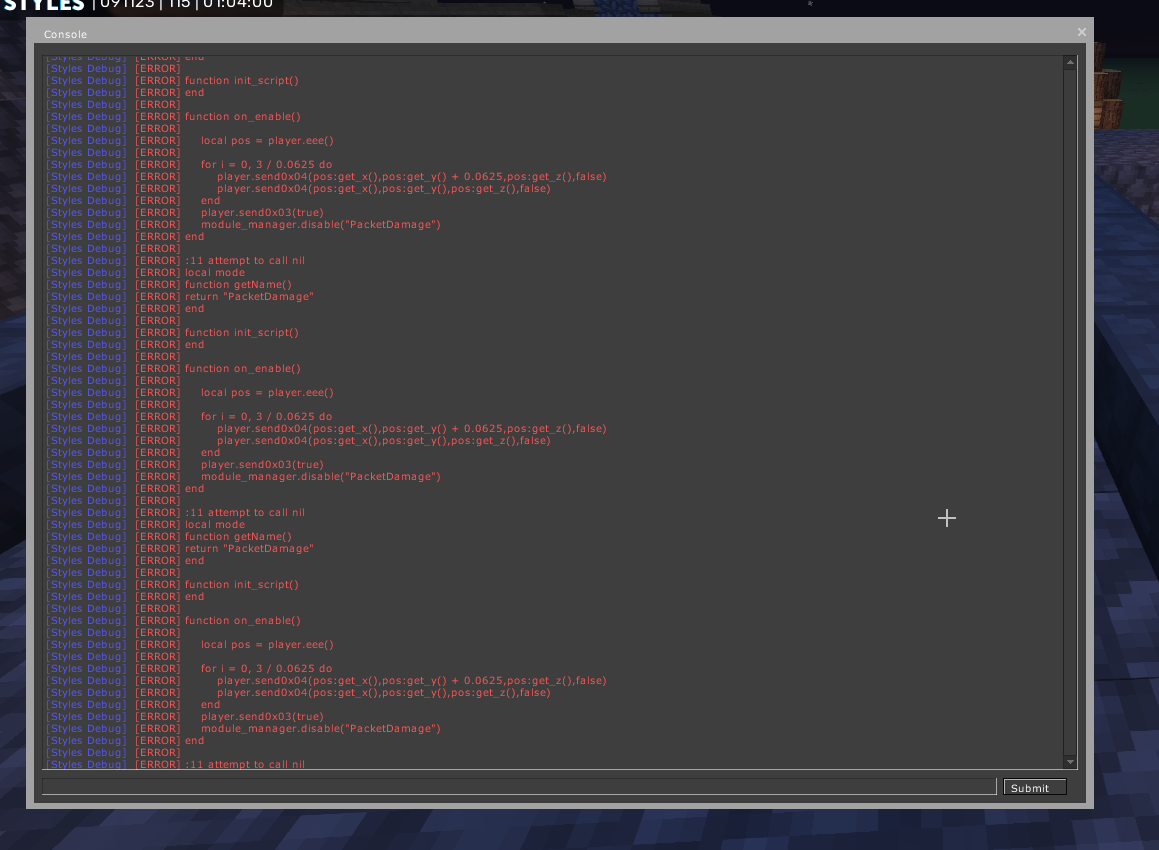 STYLES | 091123 | 115 | 01:04:00
Console
[Styles Debug] [ERROR] end
[Styles Debug] [ERROR]
[Styles Debug] [ERROR] function init_script()
[Styles Debug] [ERROR] end
[Styles Debug] [ERROR]
[Styles Debug] [ERROR] function on_enable()
[Styles Debug] [ERROR]
[Styles Debug] [ERROR] local pos = player.eee()
[Styles Debug] [ERROR]
[Styles Debug] [ERROR] for i = 0, 3 / 0.0625 do
[Styles Debug] [ERROR] player.send0x04(pos:get_x(),pos:get_y() + 0.0625,pos:get_z(),false)
[Styles Debug] [ERROR] player.send0x04(pos:get_x(),pos:get_y(),pos:get_z(),false)
[Styles Debug] [ERROR] end
[Styles Debug] [ERROR] player.send0x03(true)
[Styles Debug] [ERROR] module_manager.disable("PacketDamage")
[Styles Debug] [ERROR] end
[Styles Debug] [ERROR]
[Styles Debug] [ERROR] :11 attempt to call nil
[Styles Debug] [ERROR] local mode
[Styles Debug] [ERROR] function getName()
[Styles Debug] [ERROR] return "PacketDamage"
[Styles Debug] [ERROR] end
[Styles Debug] [ERROR]
[Styles Debug] [ERROR] function init_script()
[Styles Debug] [ERROR] end
[Styles Debug] [ERROR]
[Styles Debug] [ERROR] function on_enable()
[Styles Debug] [ERROR]
[Styles Debug] [ERROR] local pos = player.eee()
[Styles Debug] [ERROR]
[Styles Debug] [ERROR] for i = 0, 3 / 0.0625 do
[Styles Debug] [ERROR] player.send0x04(pos:get_x(),pos:get_y() + 0.0625,pos:get_z(),false)
[Styles Debug] [ERROR] player.send0x04(pos:get_x(),pos:get_y(),pos:get_z(),false)
[Styles Debug] [ERROR] end
[Styles Debug] [ERROR] player.send0x03(true)
[Styles Debug] [ERROR] module_manager.disable("PacketDamage")
[Styles Debug] [ERROR] end
[Styles Debug] [ERROR]
[Styles Debug] [ERROR] :11 attempt to call nil
[Styles Debug] [ERROR] local mode
[Styles Debug] [ERROR] function getName()
[Styles Debug] [ERROR] return "PacketDamage"
[Styles Debug] [ERROR] end
[Styles Debug] [ERROR]
[Styles Debug] [ERROR] function init_script()
[Styles Debug] [ERROR] end
[Styles Debug] [ERROR]
[Styles Debug] [ERROR] function on_enable()
[Styles Debug] [ERROR]
[Styles Debug] [ERROR] local pos = player.eee()
[Styles Debug] [ERROR]
[Styles Debug] [ERROR] for i = 0, 3 / 0.0625 do
[Styles Debug] [ERROR] player.send0x04(pos:get_x(),pos:get_y() + 0.0625,pos:get_z(),false)
[Styles Debug] [ERROR] player.send0x04(pos:get_x(),pos:get_y(),pos:get_z(),false)
[Styles Debug] [ERROR] end
[Styles Debug] [ERROR] player.send0x03(true)
[Styles Debug] [ERROR] module_manager.disable("PacketDamage")
[Styles Debug] [ERROR] end
[Styles Debug] [ERROR]
[Styles Debug] [ERROR] :11 attempt to call nil
Submit